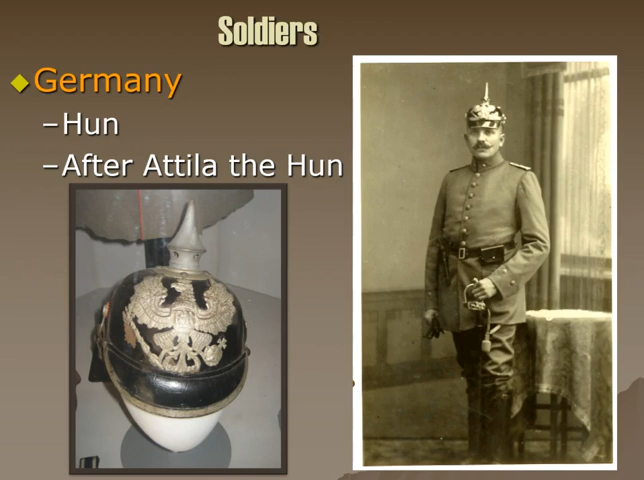 Soldiers
Germany
–Hun
–After Attila the Hun